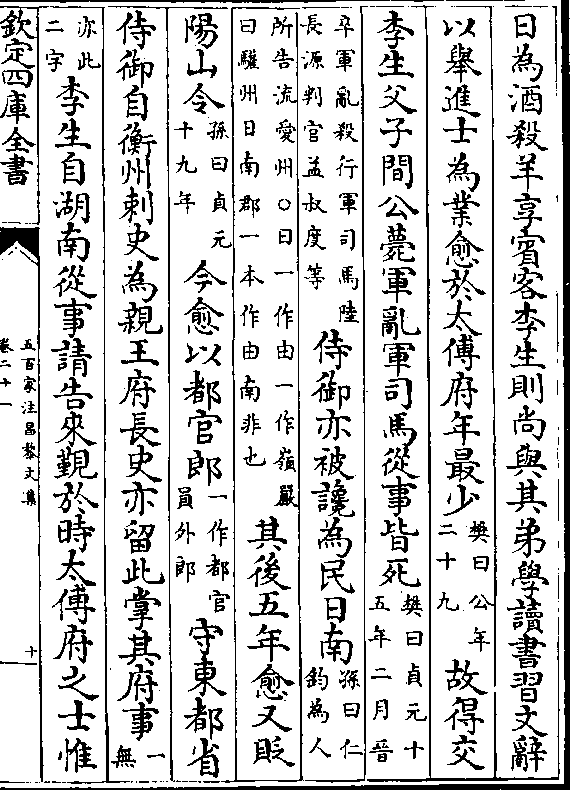 日為酒殺羊享賓客李生則尚與其弟學讀書習文辭
以舉進士為業愈於太傅府年最少樊曰公年二十九故得交
李生父子間公薨軍亂軍司馬從事皆死樊曰貞元十五年二月晉
卒軍亂殺行軍司馬陸長源判官孟叔度等侍御亦被讒為民日南孫曰仁鈞為人
所告流愛州○日一作由一作嶺嚴曰驩州日南郡一本作由南非也其後五年愈又貶
陽山令孫曰貞元十九年今愈以都官郎一作都官員外郎守東都省
侍御自衡州刺史為親王府長史亦留此掌其府事一無
亦此二字李生自湖南從事請告來覲於時太傅府之士惟
欽定四庫全書
五百家注昌黎文集
卷二十一
十